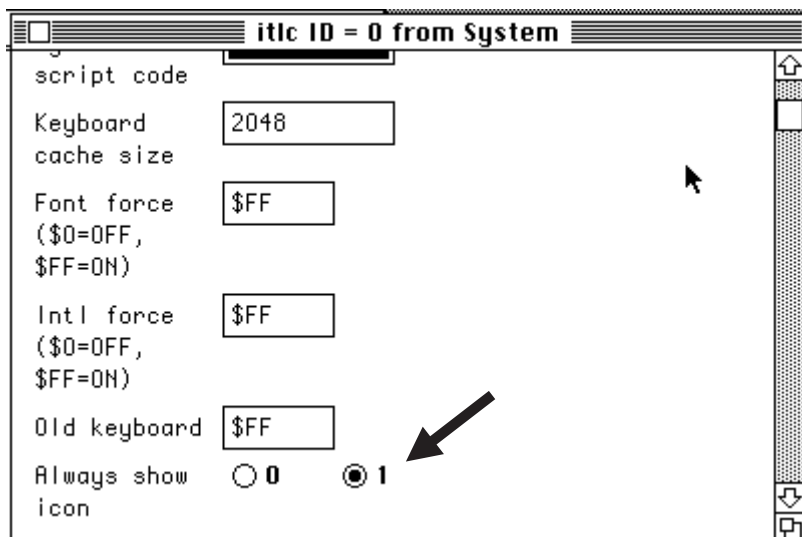 itlc ID = 0 from System
script code
Keyboard cache size
2048
Font force ($0=OFF, $FF=ON)
$FF
Intl force ($0=OFF, $FF=ON)
$FF
Old keyboard
$FF
Always show icon
0
1